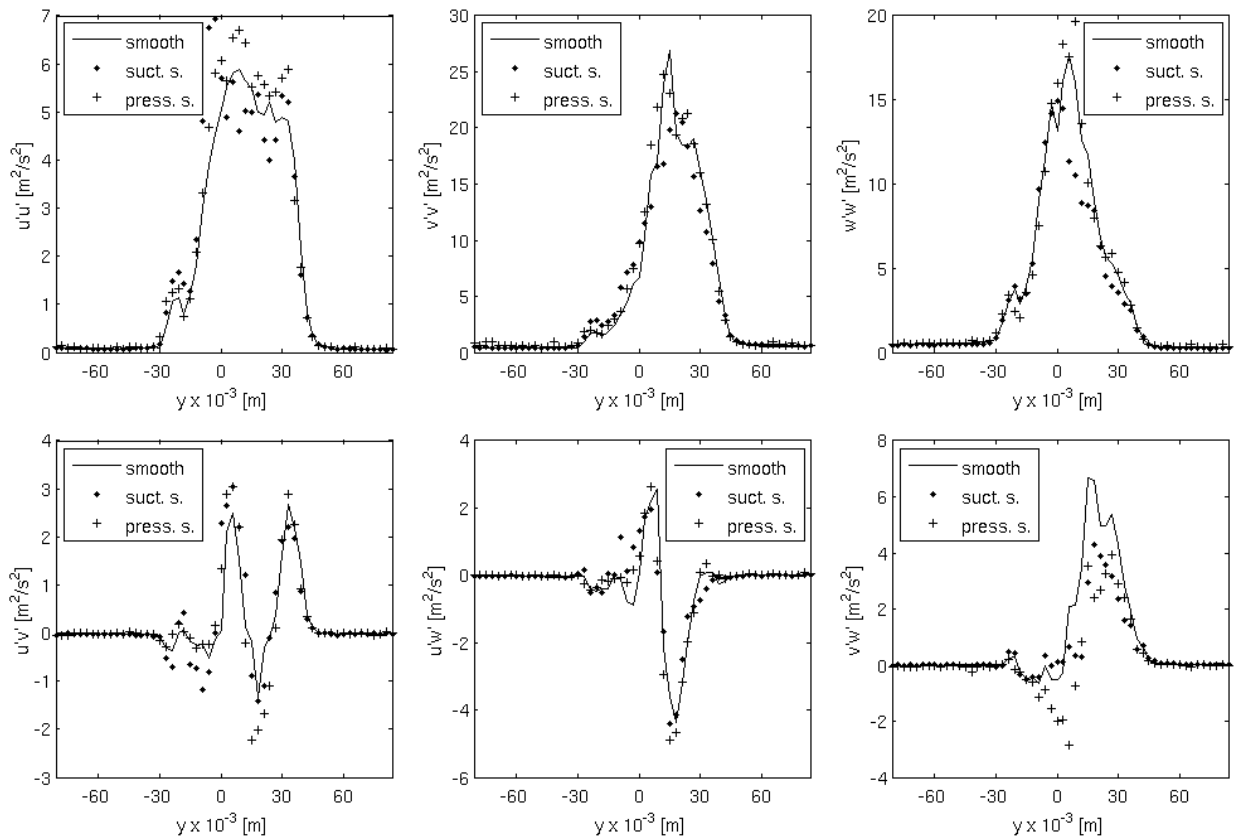 7
6
5
4
3
2
1
0
u'u' [m²/s²]
smooth
suct. s.
press. s.
-60 -30 0 30 60
y x 10⁻³ [m]
30
25
20
15
10
5
0
v'v' [m²/s²]
smooth
suct. s.
press. s.
-60 -30 0 30 60
y x 10⁻³ [m]
20
15
10
5
0
w'w' [m²/s²]
smooth
suct. s.
press. s.
-60 -30 0 30 60
y x 10⁻³ [m]
4
3
2
1
0
-1
-2
-3
u'v' [m²/s²]
smooth
suct. s.
press. s.
-60 -30 0 30 60
y x 10⁻³ [m]
4
2
0
-2
-4
-6
u'w' [m²/s²]
smooth
suct. s.
press. s.
-60 -30 0 30 60
y x 10⁻³ [m]
8
6
4
2
0
-2
-4
v'w' [m²/s²]
smooth
suct. s.
press. s.
-60 -30 0 30 60
y x 10⁻³ [m]